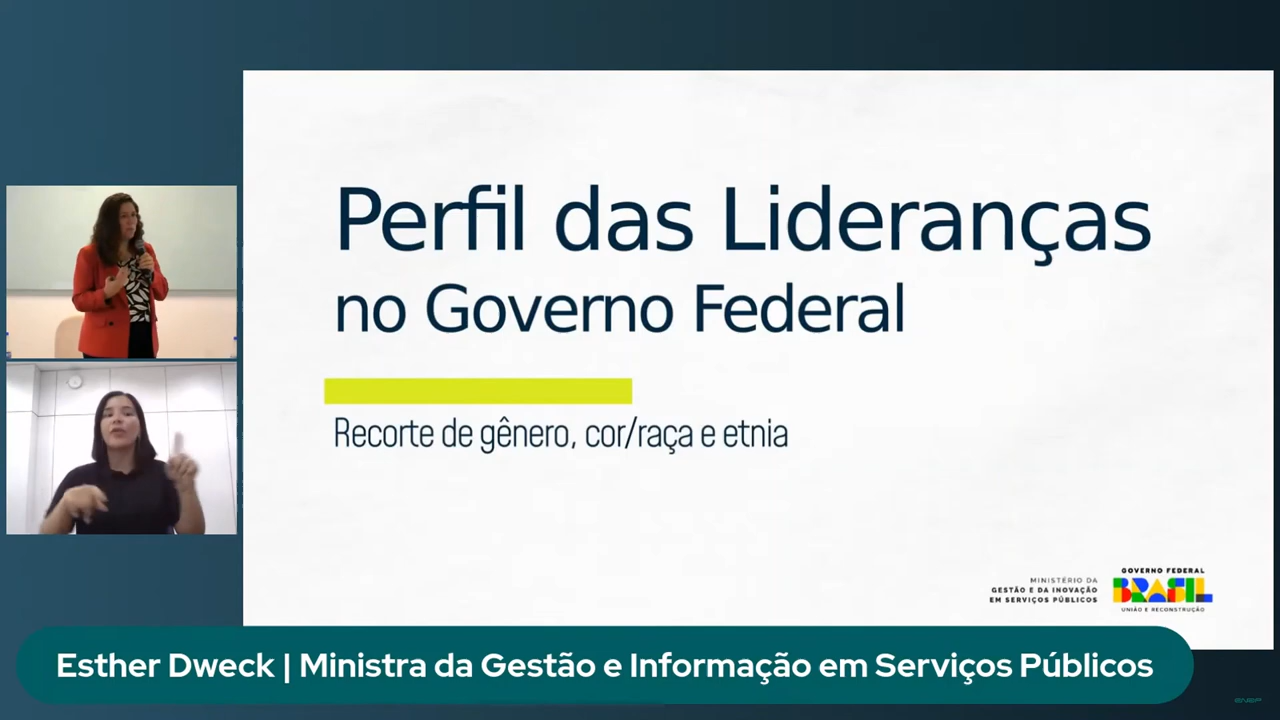 Perfil das Lideranças
no Governo Federal
Recorte de gênero, cor/raça e etnia
MINISTÉRIO DA
GESTÃO E DA INOVAÇÃO
EM SERVIÇOS PÚBLICOS
GOVERNO FEDERAL
BRASIL
UNIÃO E RECONSTRUÇÃO
Esther Dweck | Ministra da Gestão e Informação em Serviços Públicos
enap